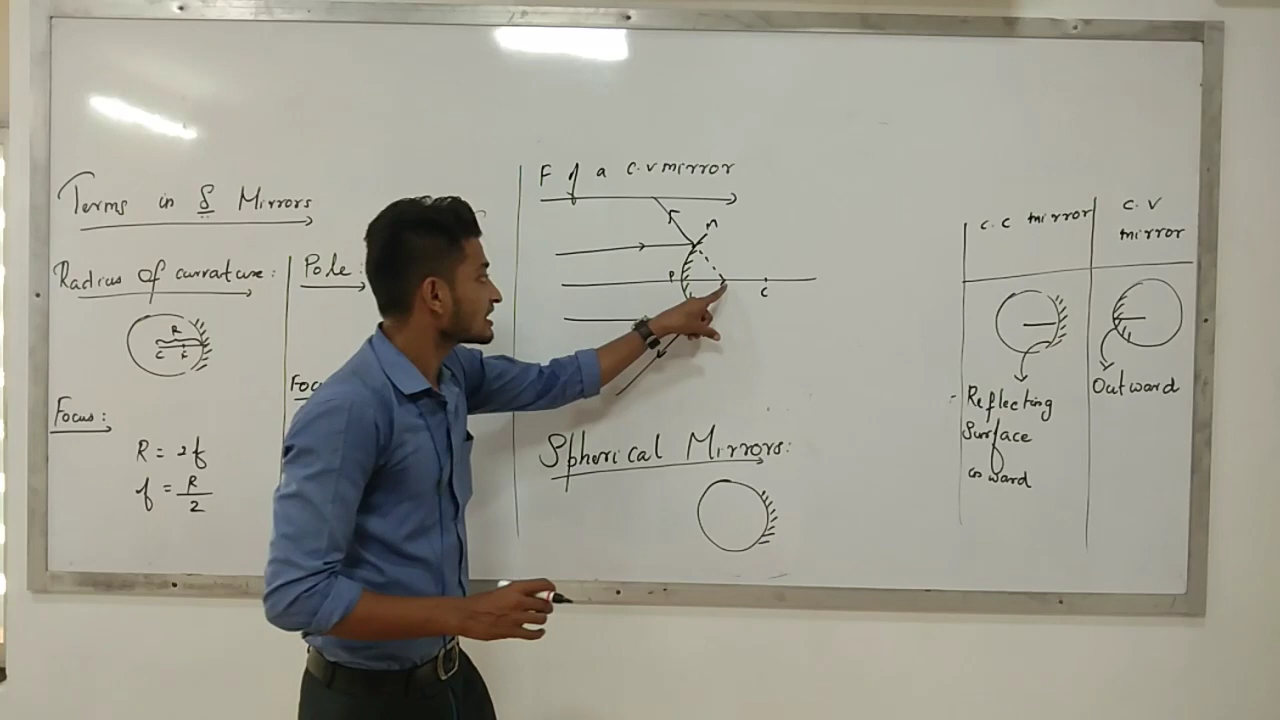 Terms in S Mirrors
Radius of curvature:
R
C F
Focus:
R = 2f
f = R
2
Pole:
Foc
F of a c.v mirror
M
P
C
Spherical Mirrors:
c.c mirror
Reflecting
Surface
ward
C.V
mirror
Outward